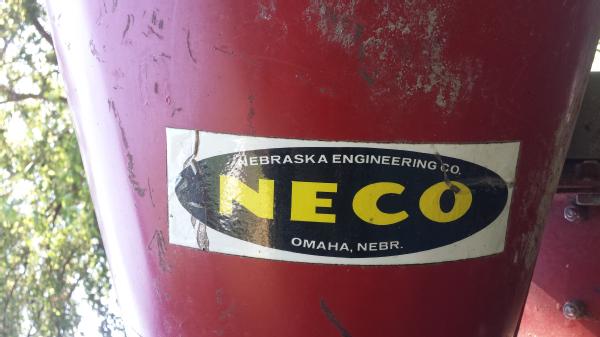 NEBRASKA ENGINEERING CO.
NECO
OMAHA, NEBR.